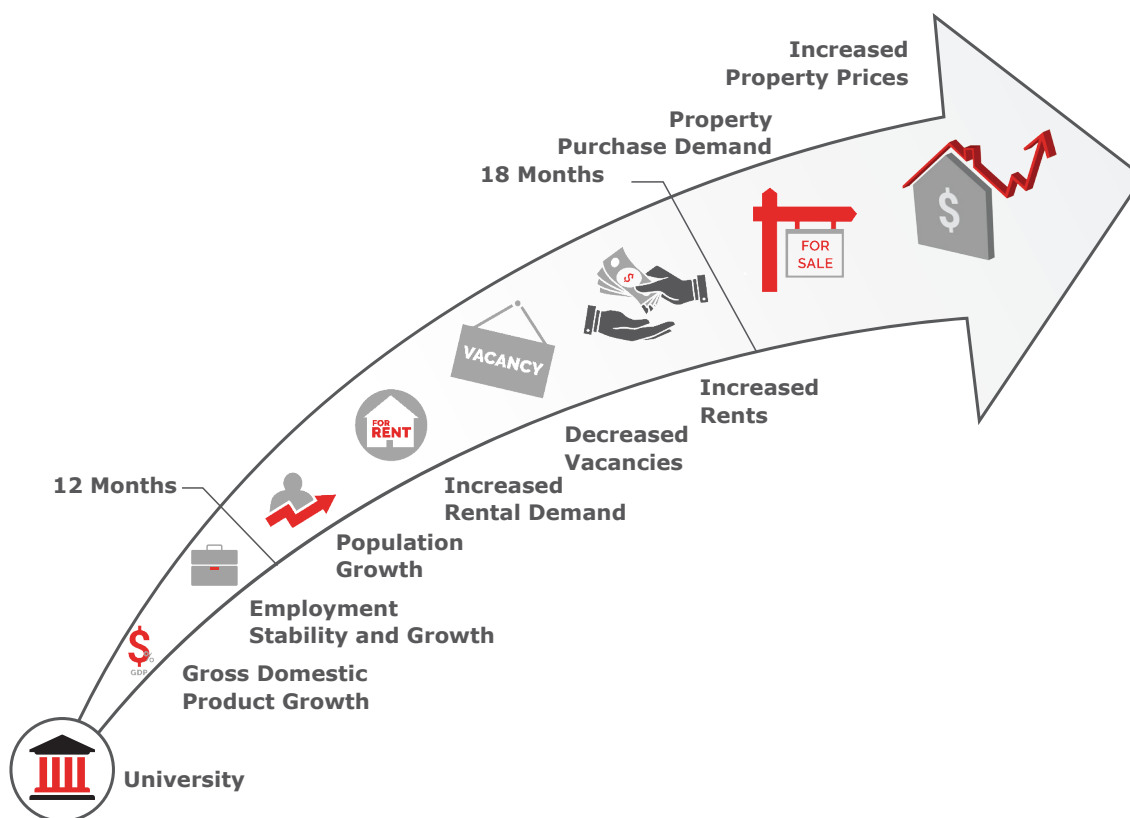 Increased
Property Prices
Property
Purchase Demand
18 Months
$
FOR
SALE
$
VACANCY
Increased
Rents
FOR
RENT
Decreased
Vacancies
12 Months
Increased
Rental Demand
Population
Growth
Employment
Stability and Growth
$%
GDP
Gross Domestic
Product Growth
University